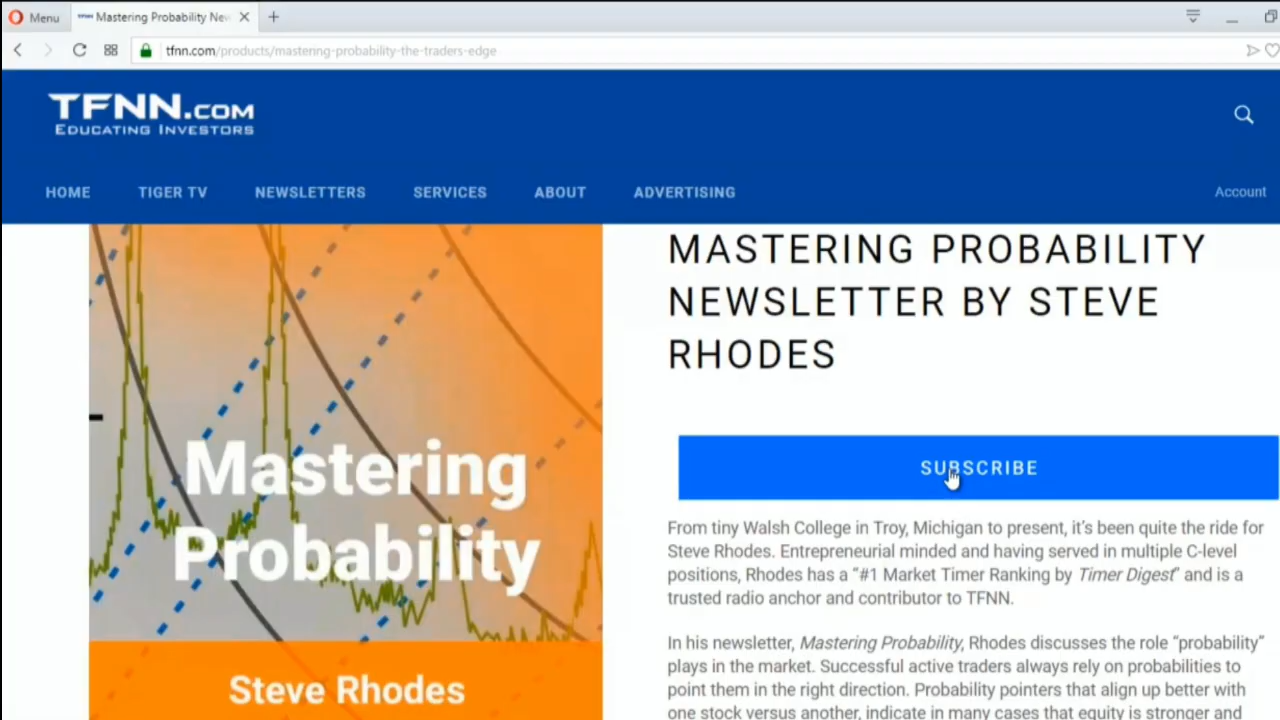 Menu
Mastering Probability New
tfnn.com/products/mastering-probability-the-traders-edge
TFNN.COM
EDUCATING INVESTORS
HOME TIGER TV NEWSLETTERS SERVICES ABOUT ADVERTISING Account
Mastering
Probability
Steve Rhodes
MASTERING PROBABILITY
NEWSLETTER BY STEVE
RHODES
SUBSCRIBE
From tiny Walsh College in Troy, Michigan to present, it's been quite the ride for
Steve Rhodes. Entrepreneurial minded and having served in multiple C-level
positions, Rhodes has a “#1 Market Timer Ranking by Timer Digest” and is a
trusted radio anchor and contributor to TFNN.
In his newsletter, Mastering Probability, Rhodes discusses the role “probability”
plays in the market. Successful active traders always rely on probabilities to
point them in the right direction. Probability pointers that align up better with
one stock versus another, indicate in many cases that equity is stronger and